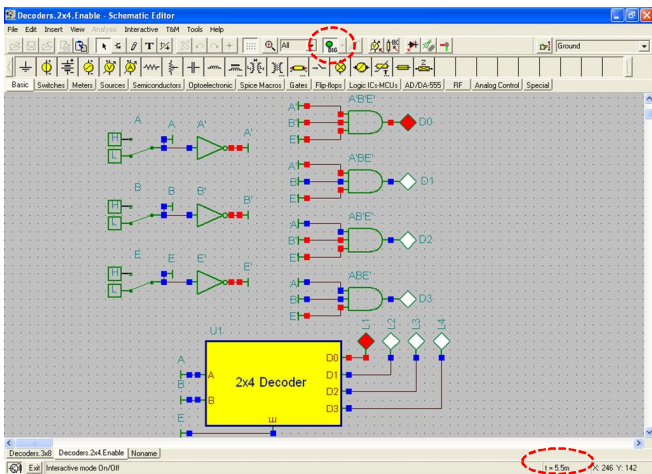 Decoders.2x4.Enable - Schematic Editor
File Edit Insert View Analysis Interactive T&M Tools Help
All
DIG
Ground
Basic Switches Meters Sources Semiconductors Optoelectronic Spice Macros Gates Flip-flops Logic ICs-MCUs AD/DA-555 RF Analog Control Special
A
H
L
A
A'
A'
B
H
L
B
B'
B'
E
H
L
E
E'
E'
A'B'E'
A'
B'
E'
D0
A'BE'
A'
B
E'
D1
AB'E'
A
B'
E'
D2
ABE'
A
B
E'
D3
U1
L1
L2
L3
L4
A
B
E
A
B
E
2x4 Decoder
D0
D1
D2
D3
Decoders.3x8 Decoders.2x4.Enable Noname
Exit Interactive mode On/Off t = 5.5m X: 246 Y: 142